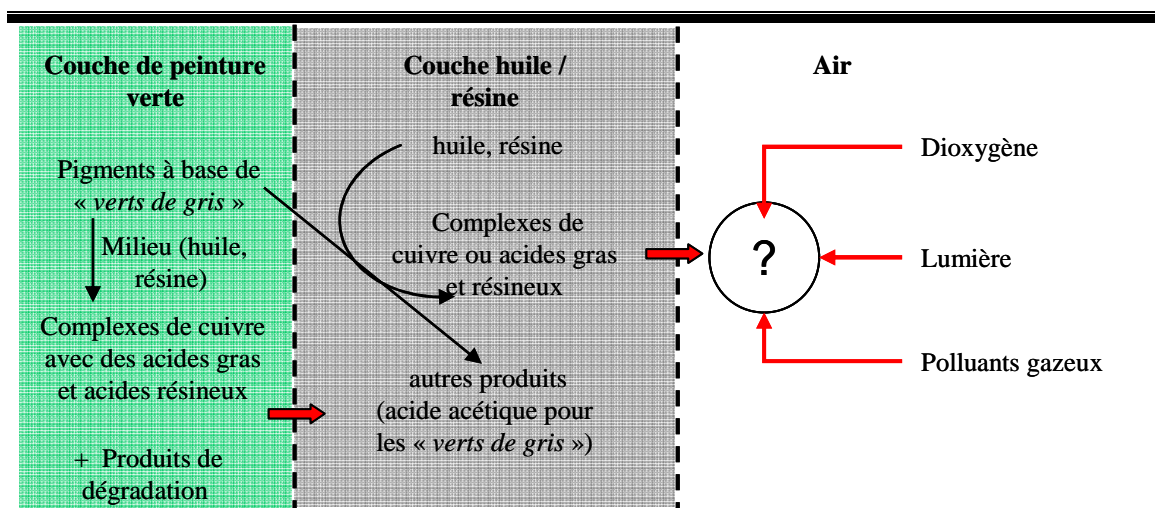 Couche de peinture
verte
Pigments à base de
« verts de gris »
Milieu (huile,
résine)
Complexes de cuivre
avec des acides gras
et acides résineux
+ Produits de
dégradation
Couche huile /
résine
huile, résine
Complexes de
cuivre ou acides gras
et résineux
autres produits
(acide acétique pour
les « verts de gris »)
Air
Dioxygène
?
Lumière
Polluants gazeux